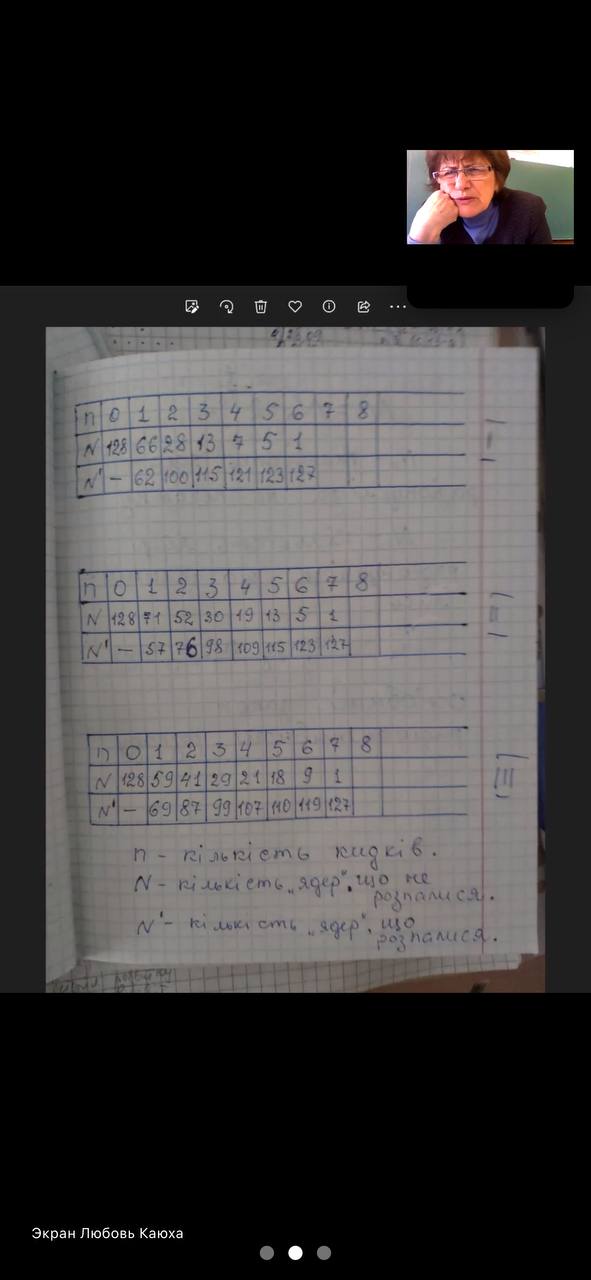 n 0 1 2 3 4 5 6 7 8
N 128 66 28 13 7 5 1
N' - 62 100 115 121 123 127
I
n 0 1 2 3 4 5 6 7 8
N 128 71 52 30 19 13 5 1
N' - 57 76 98 109 115 123 127
II
n 0 1 2 3 4 5 6 7 8
N 128 59 41 29 21 18 9 1
N' - 69 87 99 107 110 119 127
III
n - кількість кидків.
N - кількість „ядер", що не
розпалися.
N' - кількість „ядер", що
розпалися.
Экран Любовь Каюха